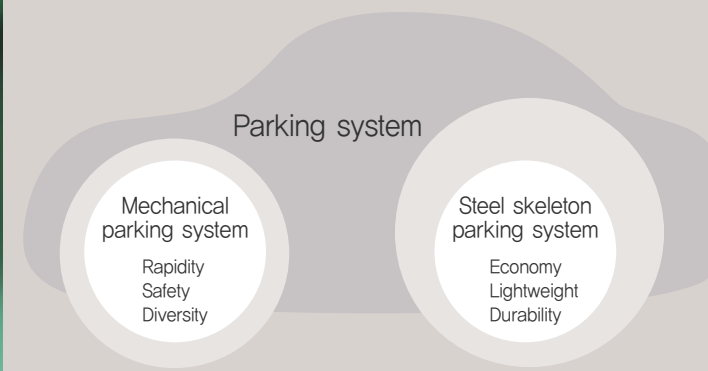 Parking system
Mechanical
parking system
Rapidity
Safety
Diversity
Steel skeleton
parking system
Economy
Lightweight
Durability